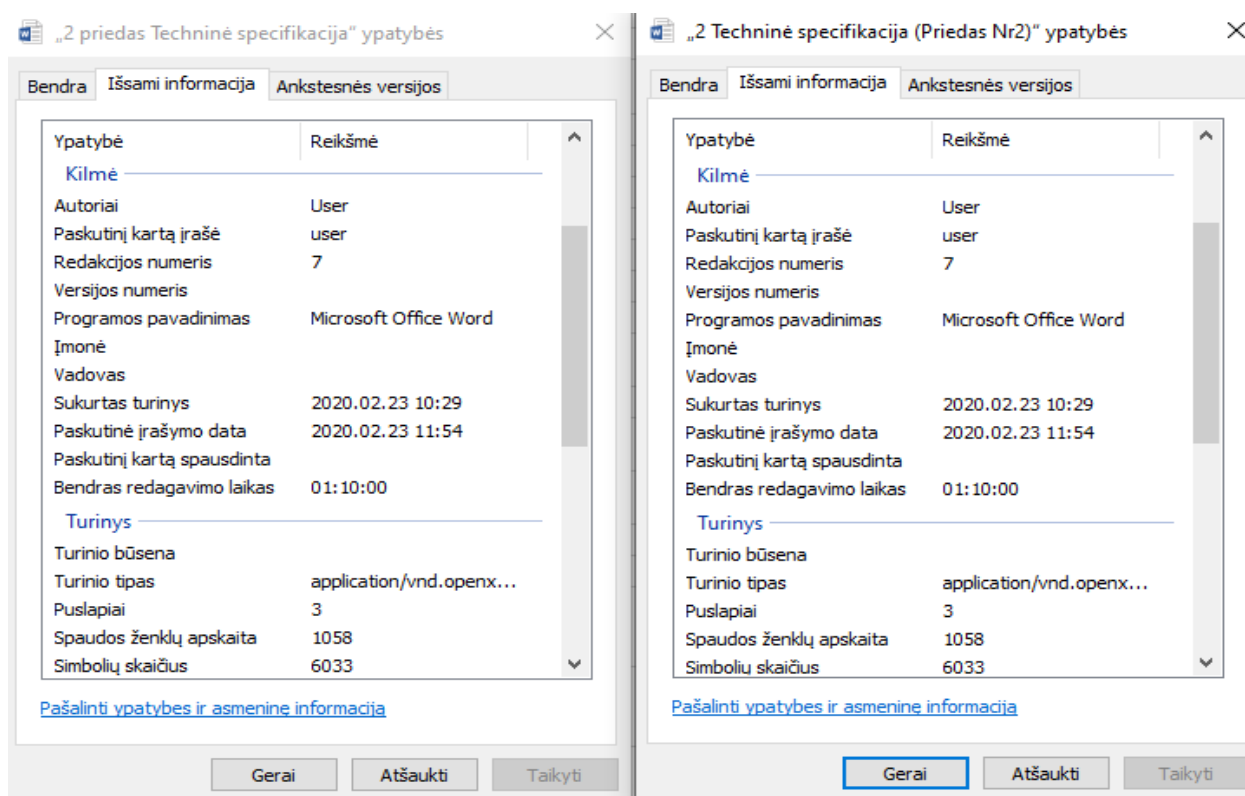 „2 priedas Techninė specifikacija“ ypatybės
Bendra Išsami informacija Ankstesnės versijos
Ypatybė Reikšmė
Kilmė
Autoriai User
Paskutinį kartą įrašė user
Redakcijos numeris 7
Versijos numeris
Programos pavadinimas Microsoft Office Word
Įmonė
Vadovas
Sukurtas turinys 2020.02.23 10:29
Paskutinė įrašymo data 2020.02.23 11:54
Paskutinį kartą spausdinta
Bendras redagavimo laikas 01:10:00
Turinys
Turinio būsena
Turinio tipas application/vnd.openx...
Puslapiai 3
Spaudos ženklų apskaita 1058
Simbolių skaičius 6033
Pašalinti ypatybes ir asmeninę informaciją
Gerai Atšaukti Taikyti
„2 Techninė specifikacija (Priedas Nr2)“ ypatybės
Bendra Išsami informacija Ankstesnės versijos
Ypatybė Reikšmė
Kilmė
Autoriai User
Paskutinį kartą įrašė user
Redakcijos numeris 7
Versijos numeris
Programos pavadinimas Microsoft Office Word
Įmonė
Vadovas
Sukurtas turinys 2020.02.23 10:29
Paskutinė įrašymo data 2020.02.23 11:54
Paskutinį kartą spausdinta
Bendras redagavimo laikas 01:10:00
Turinys
Turinio būsena
Turinio tipas application/vnd.openx...
Puslapiai 3
Spaudos ženklų apskaita 1058
Simbolių skaičius 6033
Pašalinti ypatybes ir asmeninę informaciją
Gerai Atšaukti Taikyti